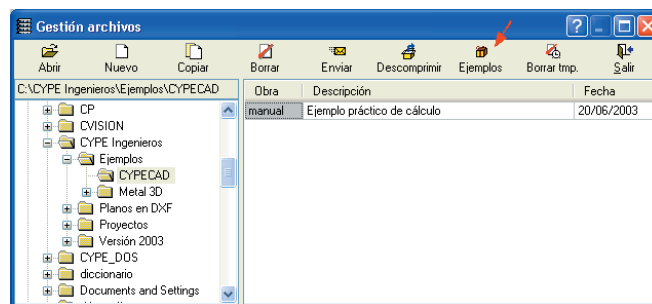 Gestión archivos
Abrir Nuevo Copiar Borrar Enviar Descomprimir Ejemplos Borrar tmp. Salir
C:\CYPE Ingenieros\Ejemplos\CYPECAD
Obra Descripción Fecha
manual Ejemplo práctico de cálculo 20/06/2003
CP
CVISION
CYPE Ingenieros
Ejemplos
CYPECAD
Metal 3D
Planos en DXF
Proyectos
Versión 2003
CYPE_DOS
diccionario
Documents and Settings